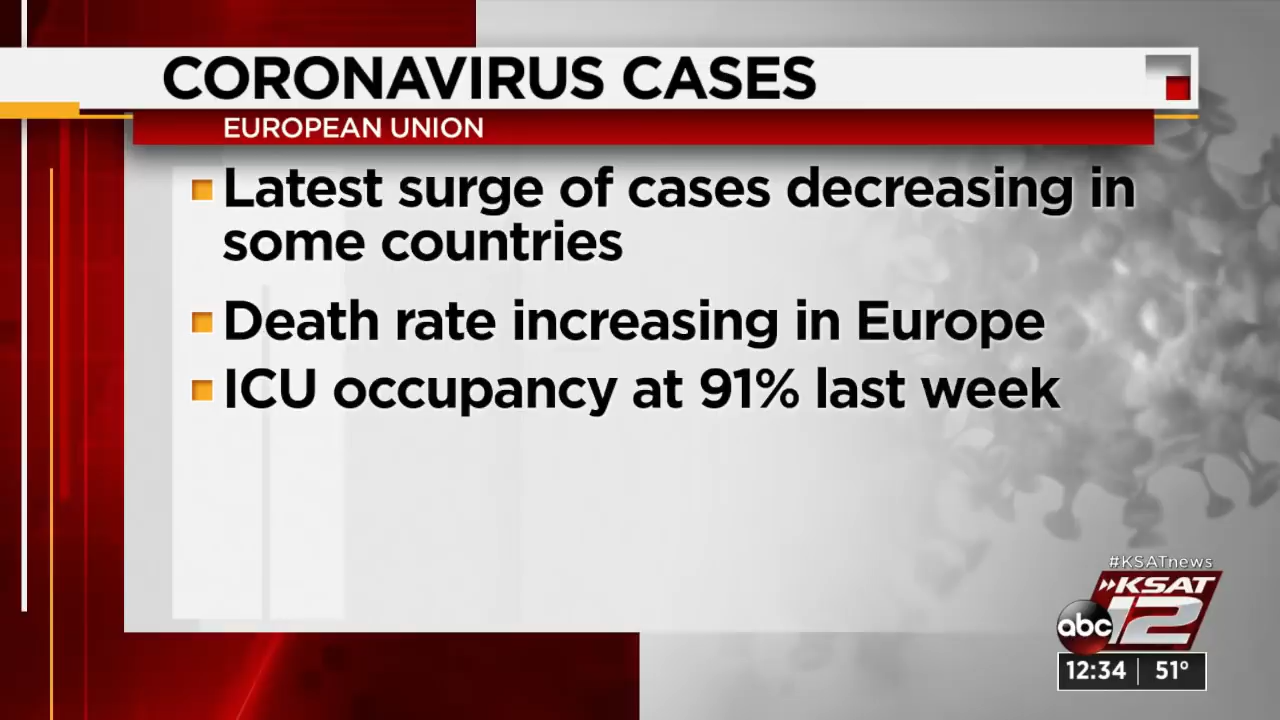 CORONAVIRUS CASES
EUROPEAN UNION
Latest surge of cases decreasing in
some countries
Death rate increasing in Europe
ICU occupancy at 91% last week
#KSATnews
KSAT
abc 12
12:34 51°